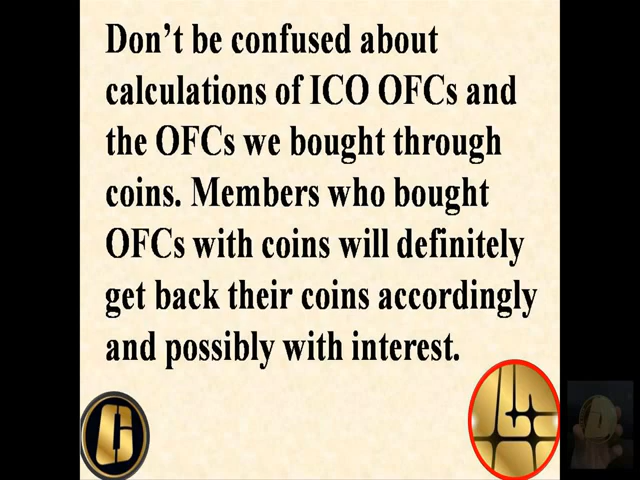 Don't be confused about
calculations of ICO OFCs and
the OFCs we bought through
coins. Members who bought
OFCs with coins will definitely
get back their coins accordingly
and possibly with interest.